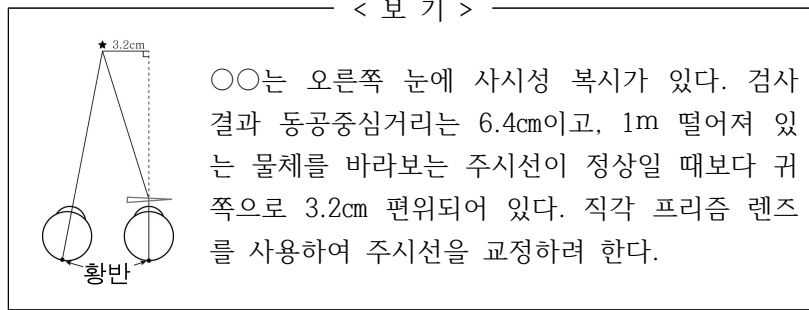 < 보 기 >
★ 3.2cm
○○는 오른쪽 눈에 사시성 복시가 있다. 검사
결과 동공중심거리는 6.4cm이고, 1m 떨어져 있
는 물체를 바라보는 주시선이 정상일 때보다 귀
쪽으로 3.2cm 편위되어 있다. 직각 프리즘 렌즈
를 사용하여 주시선을 교정하려 한다.
황반